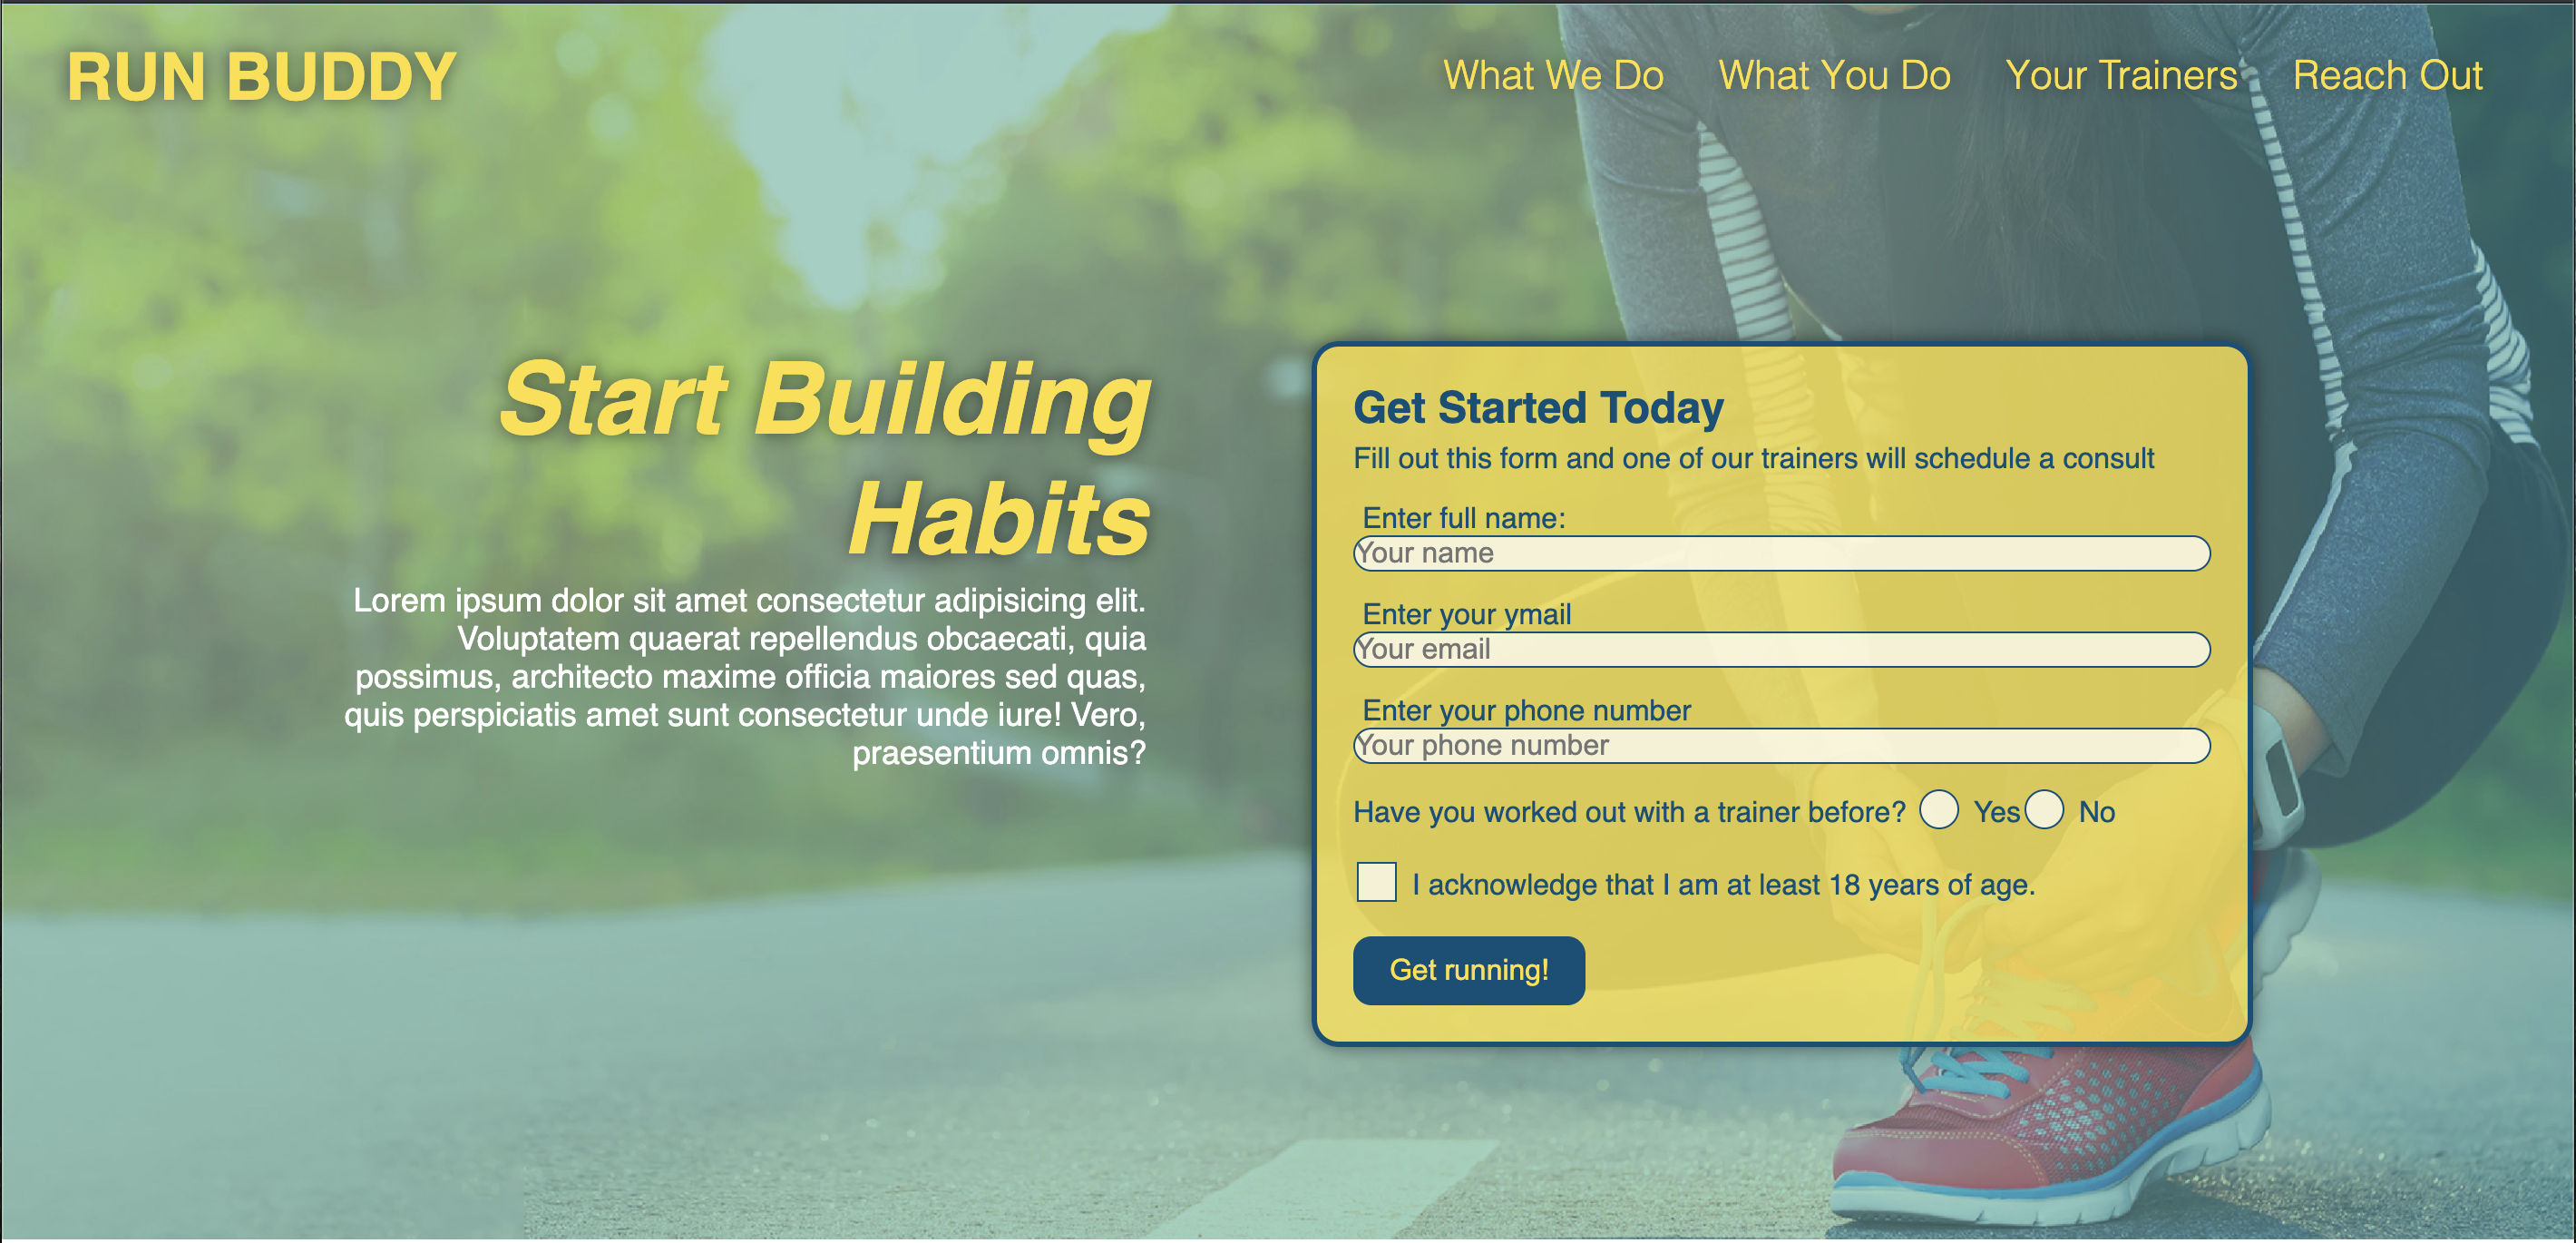 RUN BUDDY
What We Do What You Do Your Trainers Reach Out
Start Building
Habits
Lorem ipsum dolor sit amet consectetur adipisicing elit.
Voluptatem quaerat repellendus obcaecati, quia
possimus, architecto maxime officia maiores sed quas,
quis perspiciatis amet sunt consectetur unde iure! Vero,
praesentium omnis?
Get Started Today
Fill out this form and one of our trainers will schedule a consult
Enter full name:
Your name
Enter your ymail
Your email
Enter your phone number
Your phone number
Have you worked out with a trainer before? Yes No
I acknowledge that I am at least 18 years of age.
Get running!